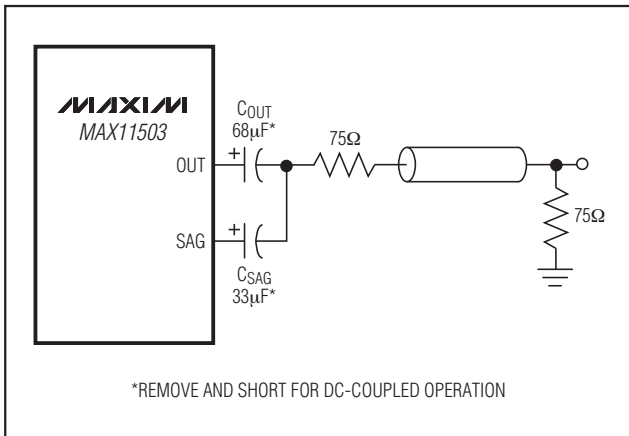 MAXIM
MAX11503
COUT
68µF*
OUT
+
75Ω
SAG
+
CSAG
33µF*
75Ω
*REMOVE AND SHORT FOR DC-COUPLED OPERATION